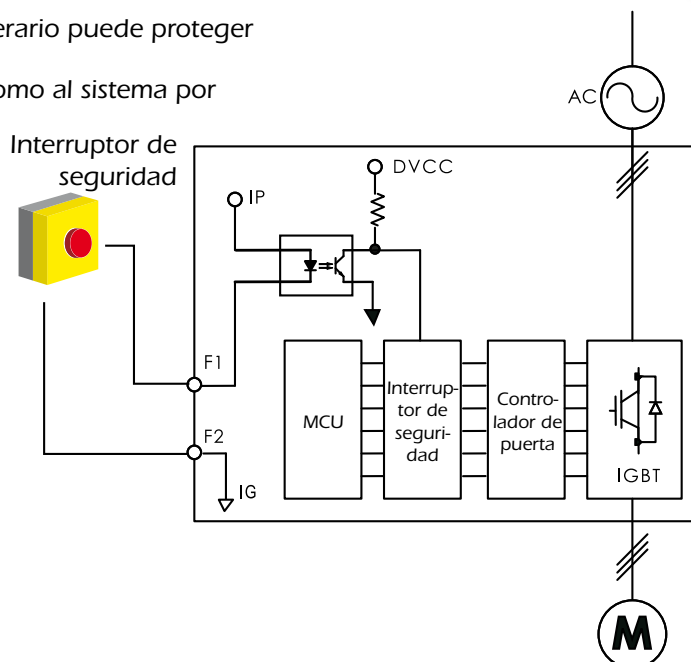 erario puede proteger
omo al sistema por
Interruptor de
seguridad
AC
DVCC
IP
F1
F2
IG
MCU
Interrup-
tor de
seguri-
dad
Contro-
lador de
puerta
IGBT
M